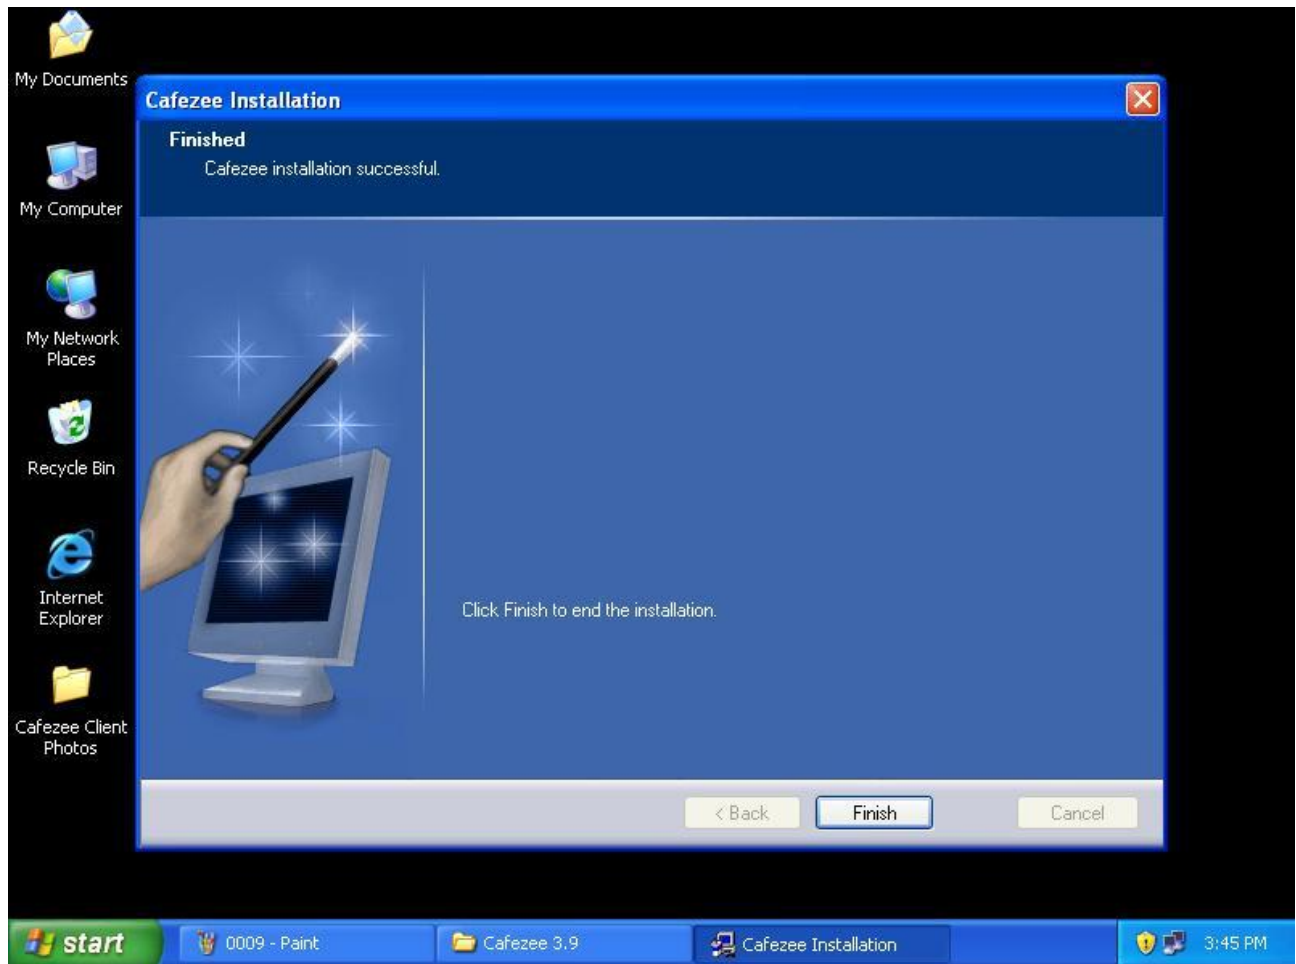 My Documents
My Computer
My Network
Places
Recycle Bin
Internet
Explorer
Cafezee Client
Photos
Cafezee Installation
Finished
Cafezee installation successful.
Click Finish to end the installation.
< Back
Finish
Cancel
start
0009 - Paint
Cafezee 3.9
Cafezee Installation
3:45 PM